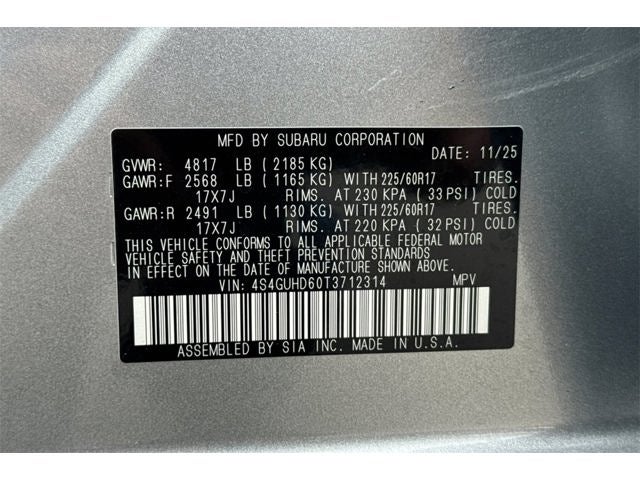 MFD BY SUBARU CORPORATION
GVWR: 4817 LB ( 2185 KG) DATE: 11/25
GAWR:F 2568 LB ( 1165 KG) WITH 225/60R17 TIRES.
17X7J RIMS. AT 230 KPA ( 33 PSI) COLD
GAWR:R 2491 LB ( 1130 KG) WITH 225/60R17 TIRES.
17X7J RIMS. AT 220 KPA ( 32 PSI) COLD
THIS VEHICLE CONFORMS TO ALL APPLICABLE FEDERAL MOTOR
VEHICLE SAFETY AND THEFT PREVENTION STANDARDS
IN EFFECT ON THE DATE OF MANUFACTURE SHOWN ABOVE.
VIN: 4S4GUHD60T3712314 MPV
ASSEMBLED BY SIA INC. MADE IN U.S.A.